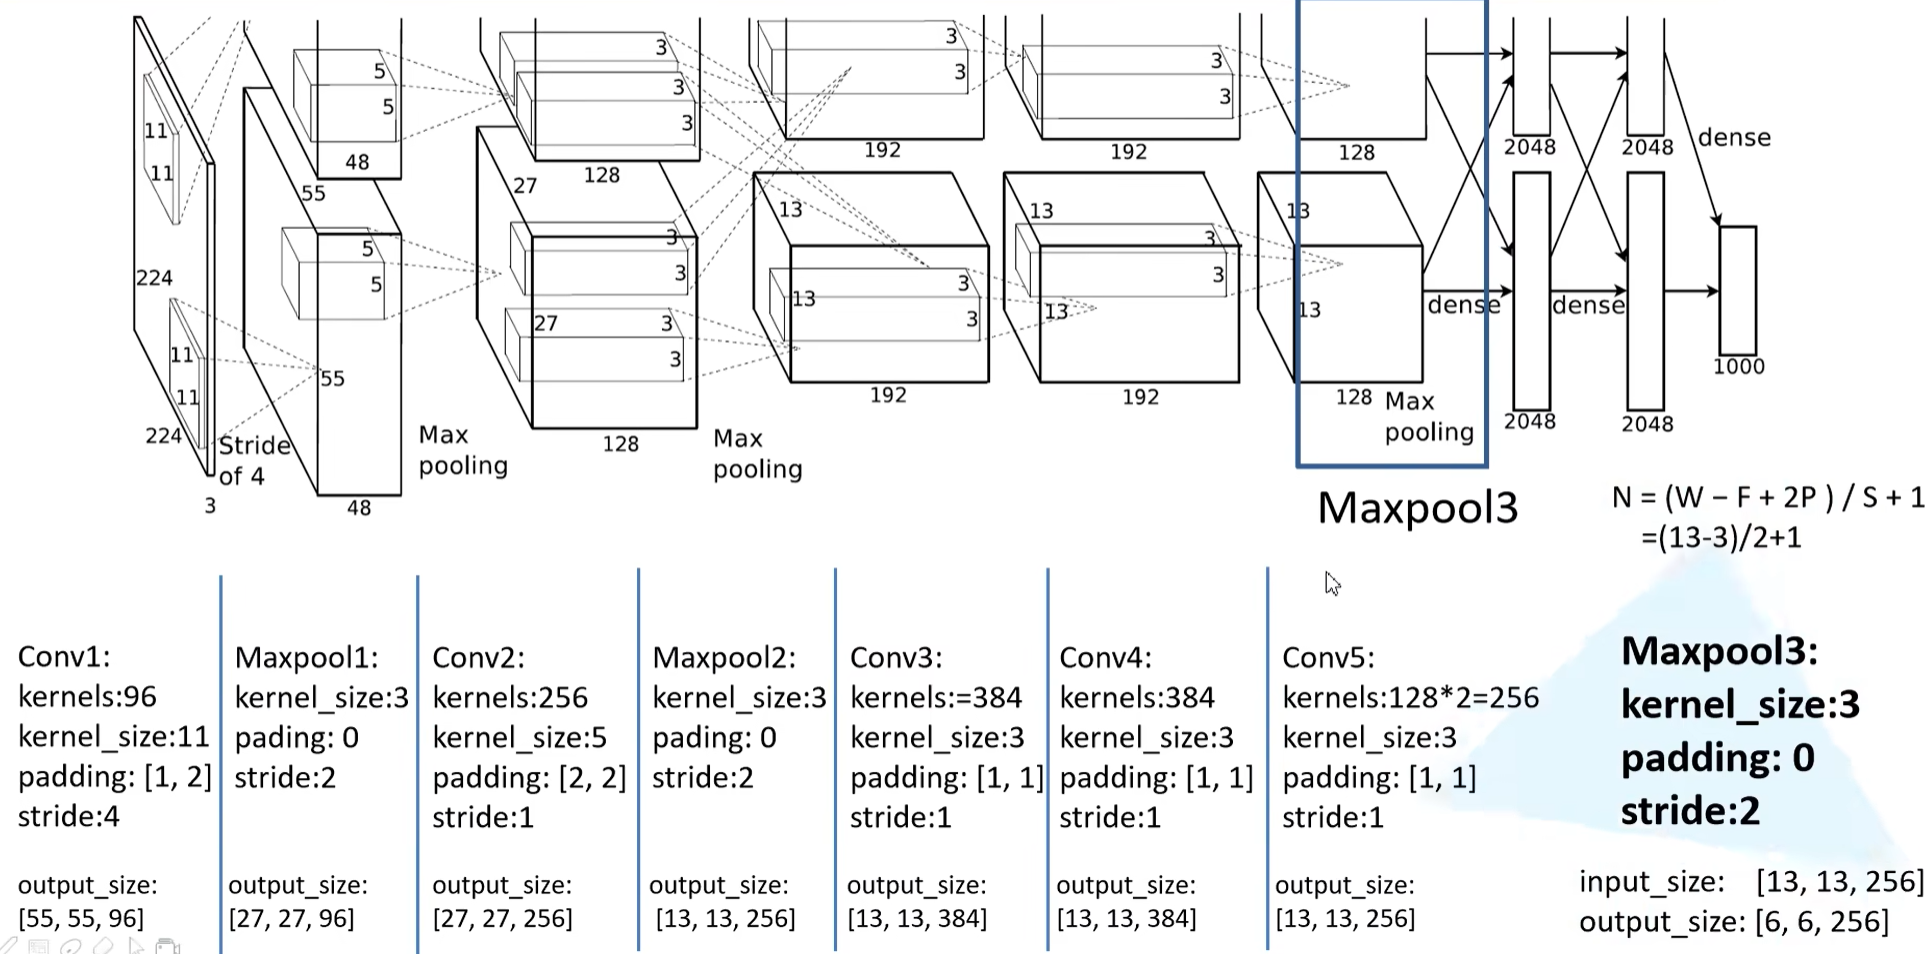 11
11
5
5
48
55
3
3
3
128
27
3
3
192
3
3
192
128
2048
2048
dense
224
11
11
224
3
Stride
of 4
5
5
55
48
Max
pooling
3
3
27
3
3
128
Max
pooling
13
13
3
3
192
13
13
3
3
192
13
13
128
Max
pooling
dense
dense
2048
2048
1000
Maxpool3
N = (W – F + 2P ) / S + 1
=(13-3)/2+1
Conv1:
kernels:96
kernel_size:11
padding: [1, 2]
stride:4
output_size:
[55, 55, 96]
Maxpool1:
kernel_size:3
pading: 0
stride:2
output_size:
[27, 27, 96]
Conv2:
kernels:256
kernel_size:5
padding: [2, 2]
stride:1
output_size:
[27, 27, 256]
Maxpool2:
kernel_size:3
pading: 0
stride:2
output_size:
[13, 13, 256]
Conv3:
kernels:=384
kernel_size:3
padding: [1, 1]
stride:1
output_size:
[13, 13, 384]
Conv4:
kernels:384
kernel_size:3
padding: [1, 1]
stride:1
output_size:
[13, 13, 384]
Conv5:
kernels:128*2=256
kernel_size:3
padding: [1, 1]
stride:1
output_size:
[13, 13, 256]
Maxpool3:
kernel_size:3
padding: 0
stride:2
input_size: [13, 13, 256]
output_size: [6, 6, 256]